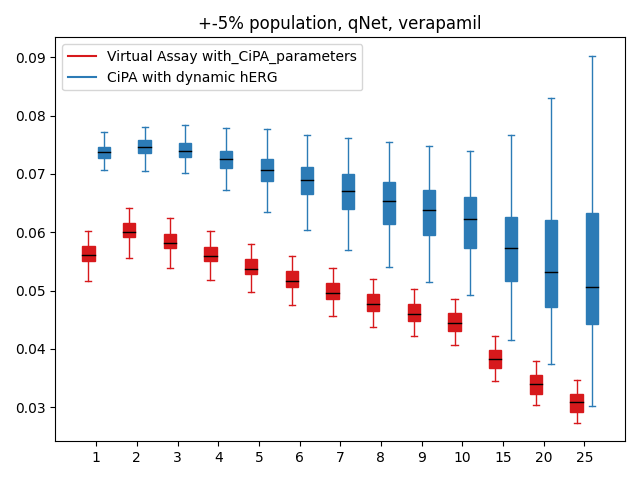 +-5% population, qNet, verapamil
Virtual Assay with_CiPA_parameters
CiPA with dynamic hERG
0.09
0.08
0.07
0.06
0.05
0.04
0.03
1 2 3 4 5 6 7 8 9 10 15 20 25